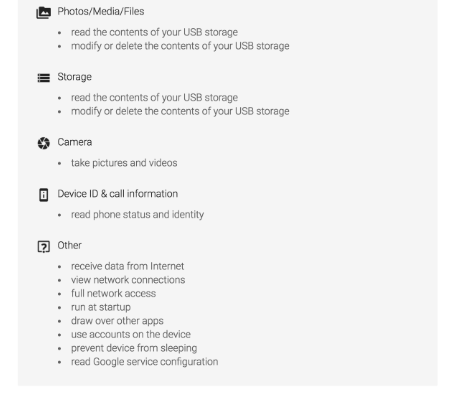 Photos/Media/Files
read the contents of your USB storage
modify or delete the contents of your USB storage
Storage
read the contents of your USB storage
modify or delete the contents of your USB storage
Camera
take pictures and videos
Device ID & call information
read phone status and identity
Other
receive data from Internet
view network connections
full network access
run at startup
draw over other apps
use accounts on the device
prevent device from sleeping
read Google service configuration